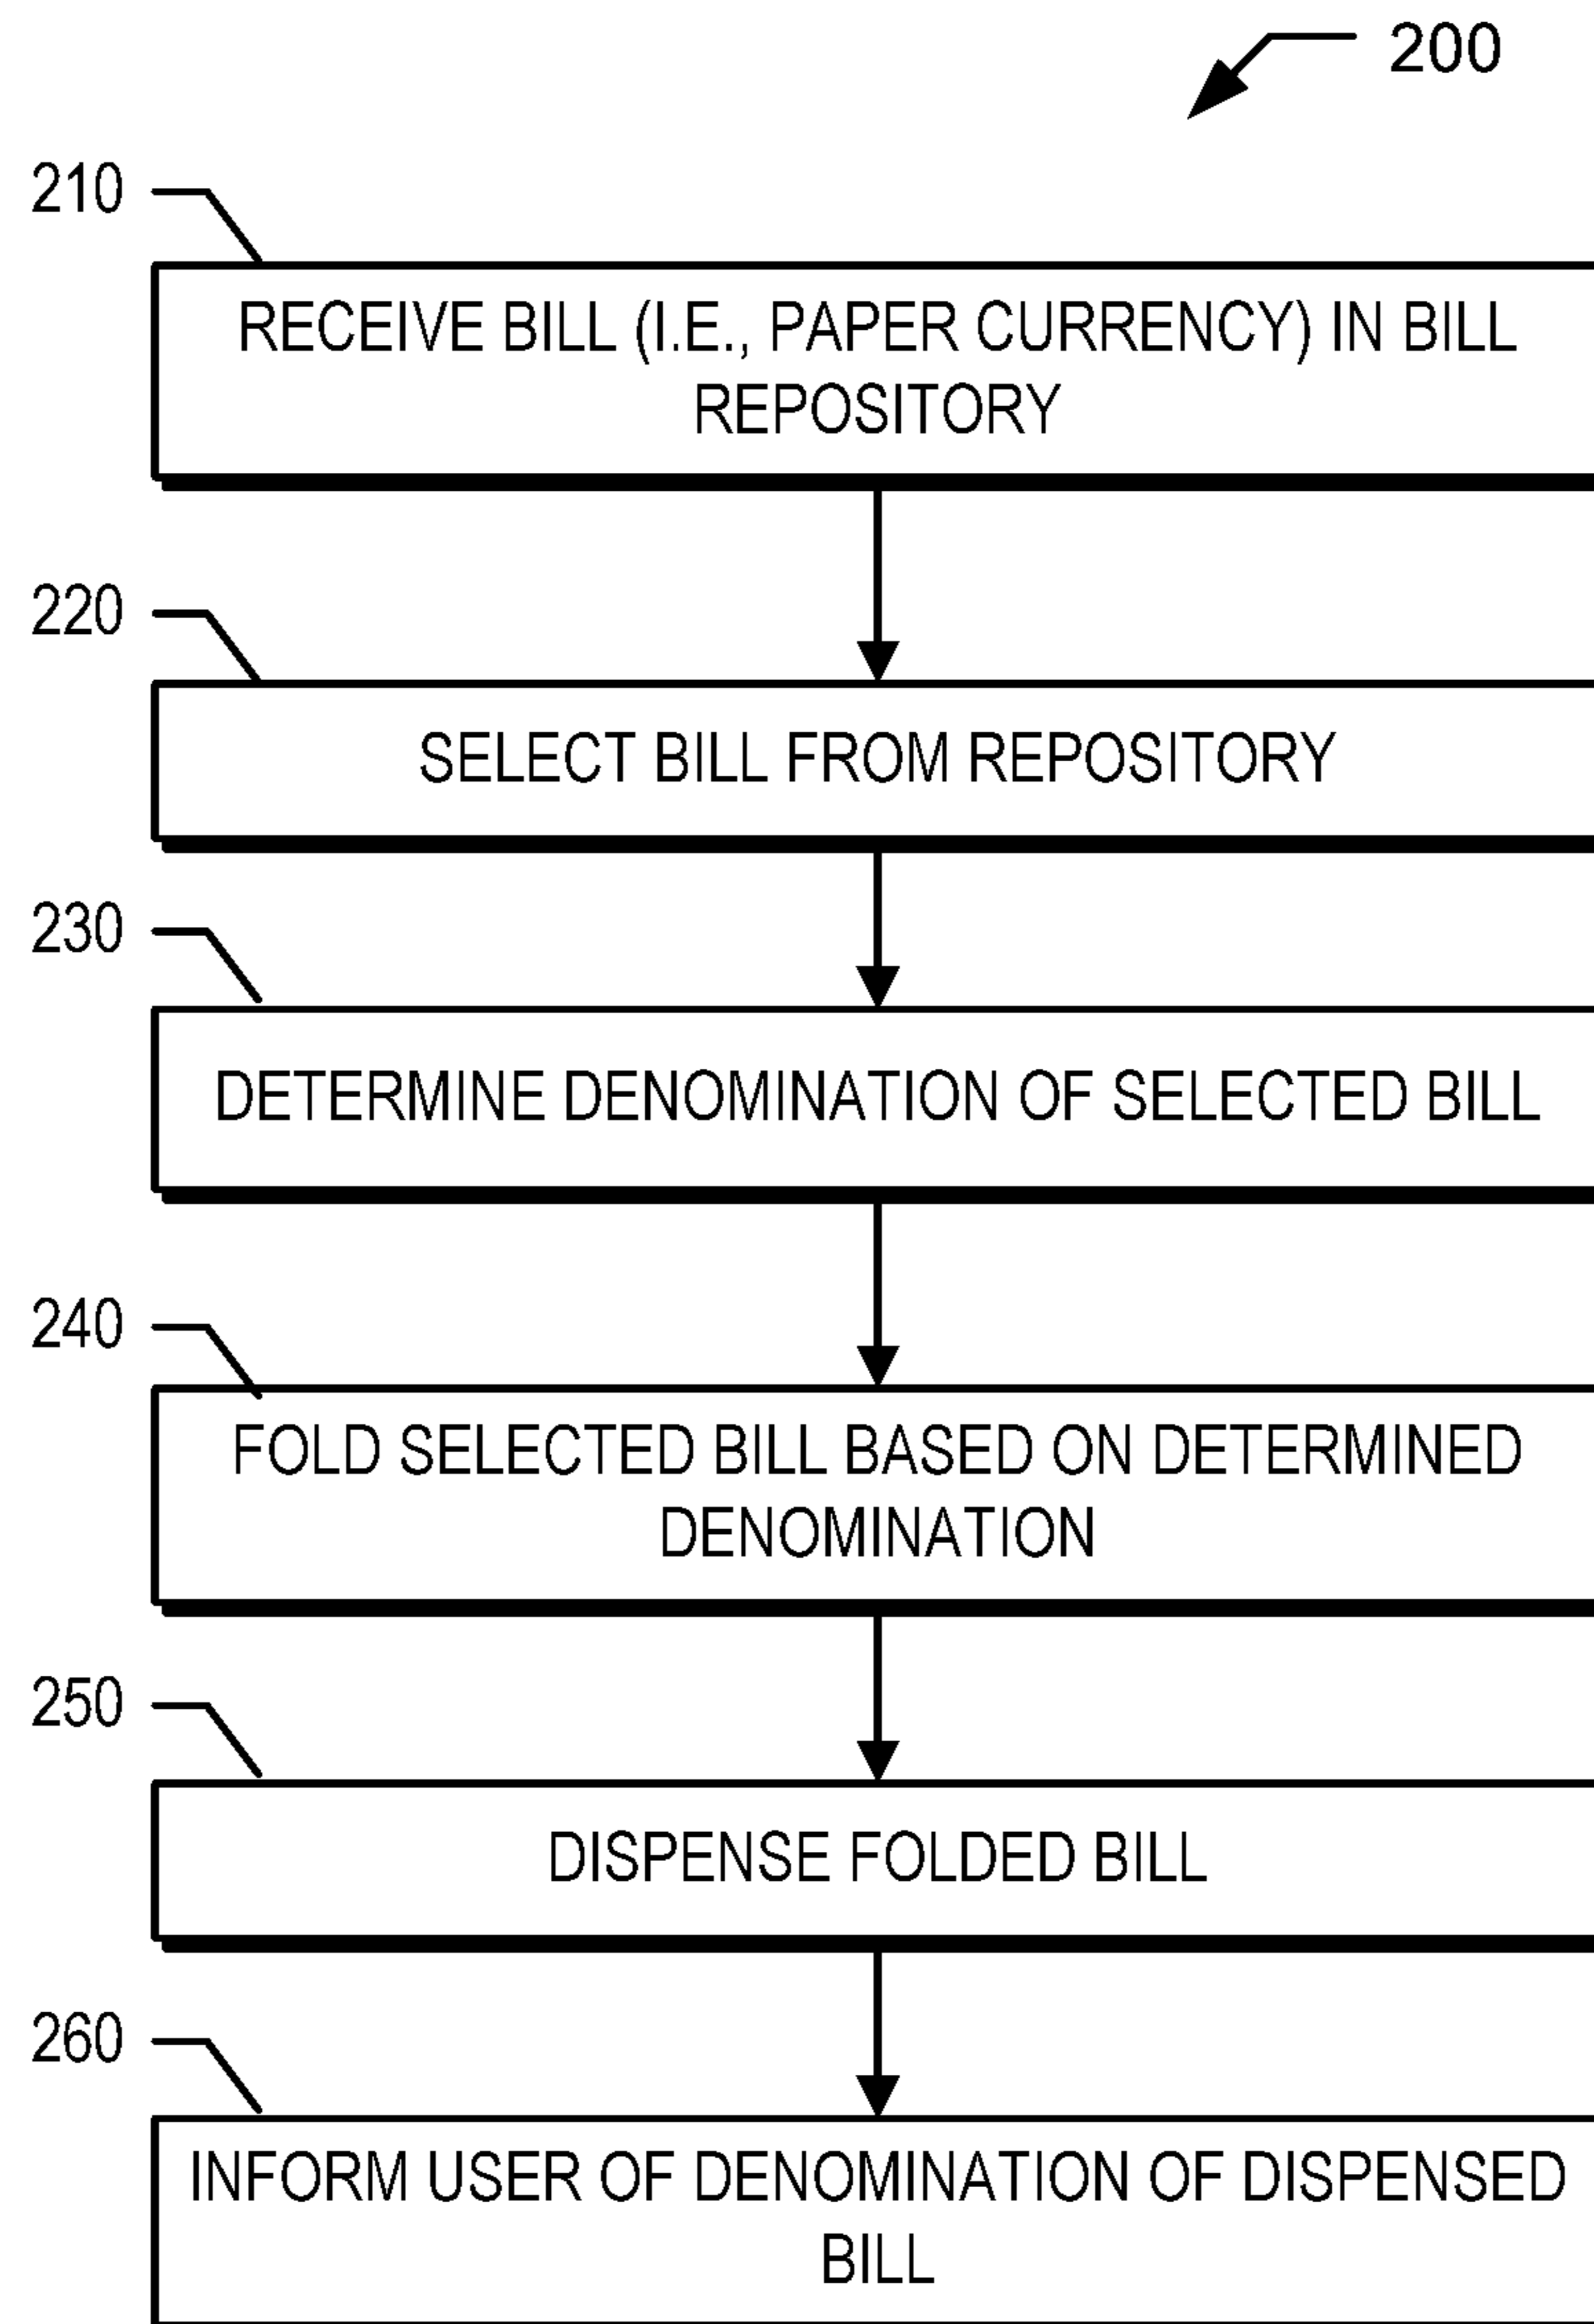 200
210
RECEIVE BILL (I.E., PAPER CURRENCY) IN BILL
REPOSITORY
220
SELECT BILL FROM REPOSITORY
230
DETERMINE DENOMINATION OF SELECTED BILL
240
FOLD SELECTED BILL BASED ON DETERMINED
DENOMINATION
250
DISPENSE FOLDED BILL
260
INFORM USER OF DENOMINATION OF DISPENSED
BILL